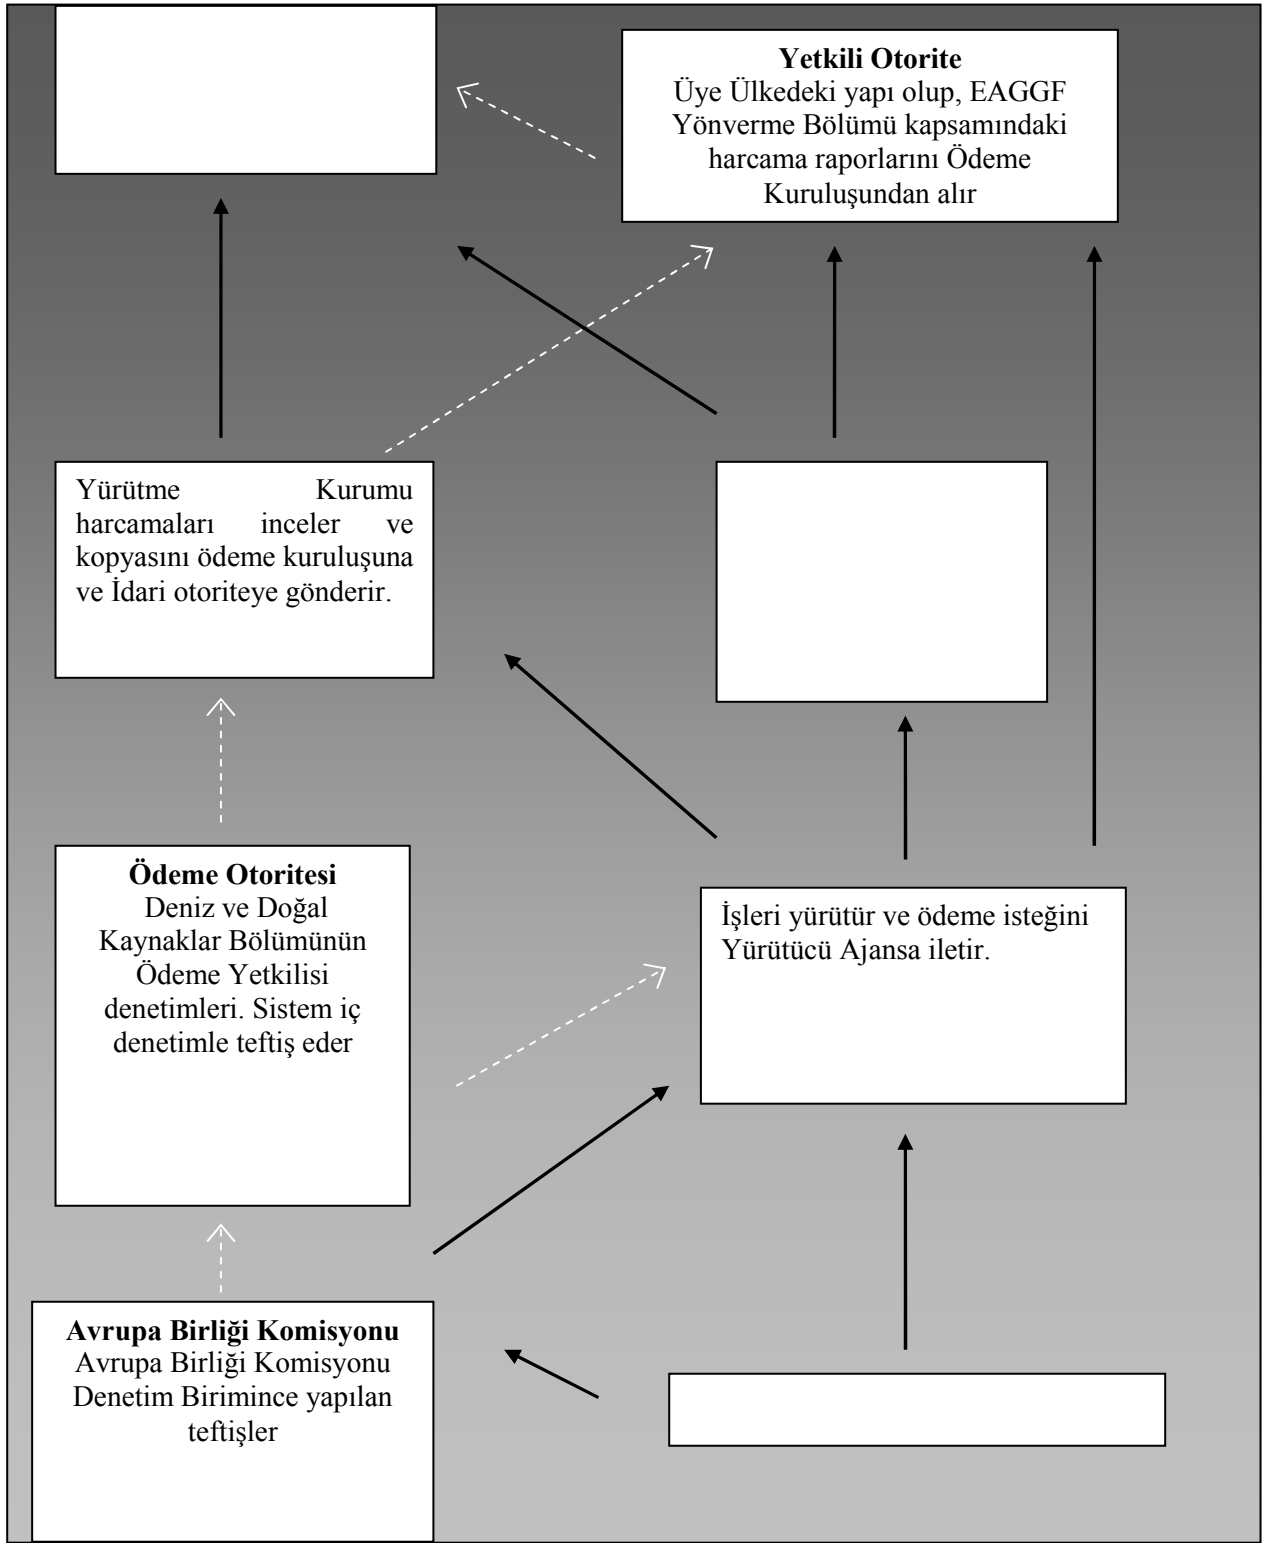 Yetkili Otorite
Üye Ülkedeki yapı olup, EAGGF
Yönverme Bölümü kapsamındaki
harcama raporlarını Ödeme
Kuruluşundan alır
Yürütme Kurumu
harcamaları inceler ve
kopyasını ödeme kuruluşuna
ve İdari otoriteye gönderir.
Ödeme Otoritesi
Deniz ve Doğal
Kaynaklar Bölümünün
Ödeme Yetkilisi
denetimleri. Sistem iç
denetimle teftiş eder
İşleri yürütür ve ödeme isteğini
Yürütücü Ajansa iletir.
Avrupa Birliği Komisyonu
Avrupa Birliği Komisyonu
Denetim Birimince yapılan
teftişler